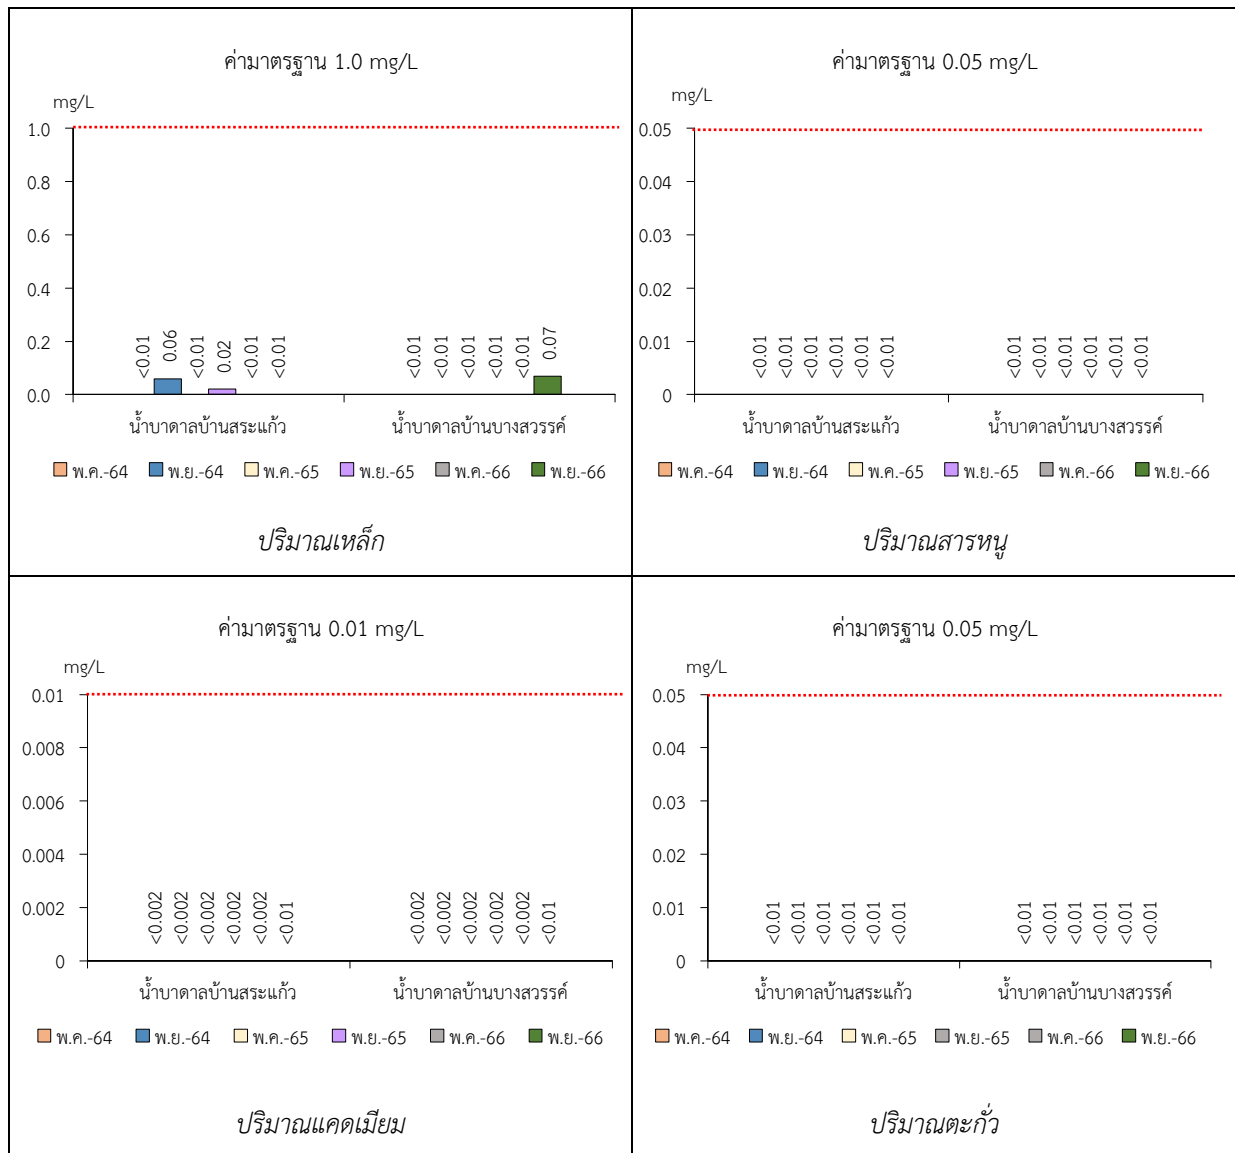 ค่ามาตรฐาน 1.0 mg/L
mg/L
1.0
0.8
0.6
0.4
0.2
0.0
<0.01 0.06 <0.01 0.02 <0.01 <0.01
<0.01 <0.01 <0.01 <0.01 <0.01 0.07
น้ำบาดาลบ้านสระแก้ว น้ำบาดาลบ้านบางสวรรค์
พ.ค.-64 พ.ย.-64 พ.ค.-65 พ.ย.-65 พ.ค.-66 พ.ย.-66
ปริมาณเหล็ก
ค่ามาตรฐาน 0.05 mg/L
mg/L
0.05
0.04
0.03
0.02
0.01
0
<0.01 <0.01 <0.01 <0.01 <0.01 <0.01
<0.01 <0.01 <0.01 <0.01 <0.01 <0.01
น้ำบาดาลบ้านสระแก้ว น้ำบาดาลบ้านบางสวรรค์
พ.ค.-64 พ.ย.-64 พ.ค.-65 พ.ย.-65 พ.ค.-66 พ.ย.-66
ปริมาณสารหนู
ค่ามาตรฐาน 0.01 mg/L
mg/L
0.01
0.008
0.006
0.004
0.002
0
<0.002 <0.002 <0.002 <0.002 <0.002 <0.01
<0.002 <0.002 <0.002 <0.002 <0.002 <0.01
น้ำบาดาลบ้านสระแก้ว น้ำบาดาลบ้านบางสวรรค์
พ.ค.-64 พ.ย.-64 พ.ค.-65 พ.ย.-65 พ.ค.-66 พ.ย.-66
ปริมาณแคดเมียม
ค่ามาตรฐาน 0.05 mg/L
mg/L
0.05
0.04
0.03
0.02
0.01
0
<0.01 <0.01 <0.01 <0.01 <0.01 <0.01
<0.01 <0.01 <0.01 <0.01 <0.01 <0.01
น้ำบาดาลบ้านสระแก้ว น้ำบาดาลบ้านบางสวรรค์
พ.ค.-64 พ.ย.-64 พ.ค.-65 พ.ย.-65 พ.ค.-66 พ.ย.-66
ปริมาณตะกั่ว